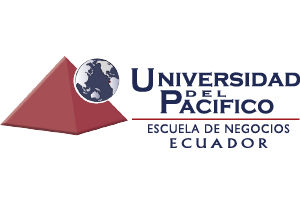 UNIVERSIDAD
DEL
PACIFICO
ESCUELA DE NEGOCIOS
ECUADOR